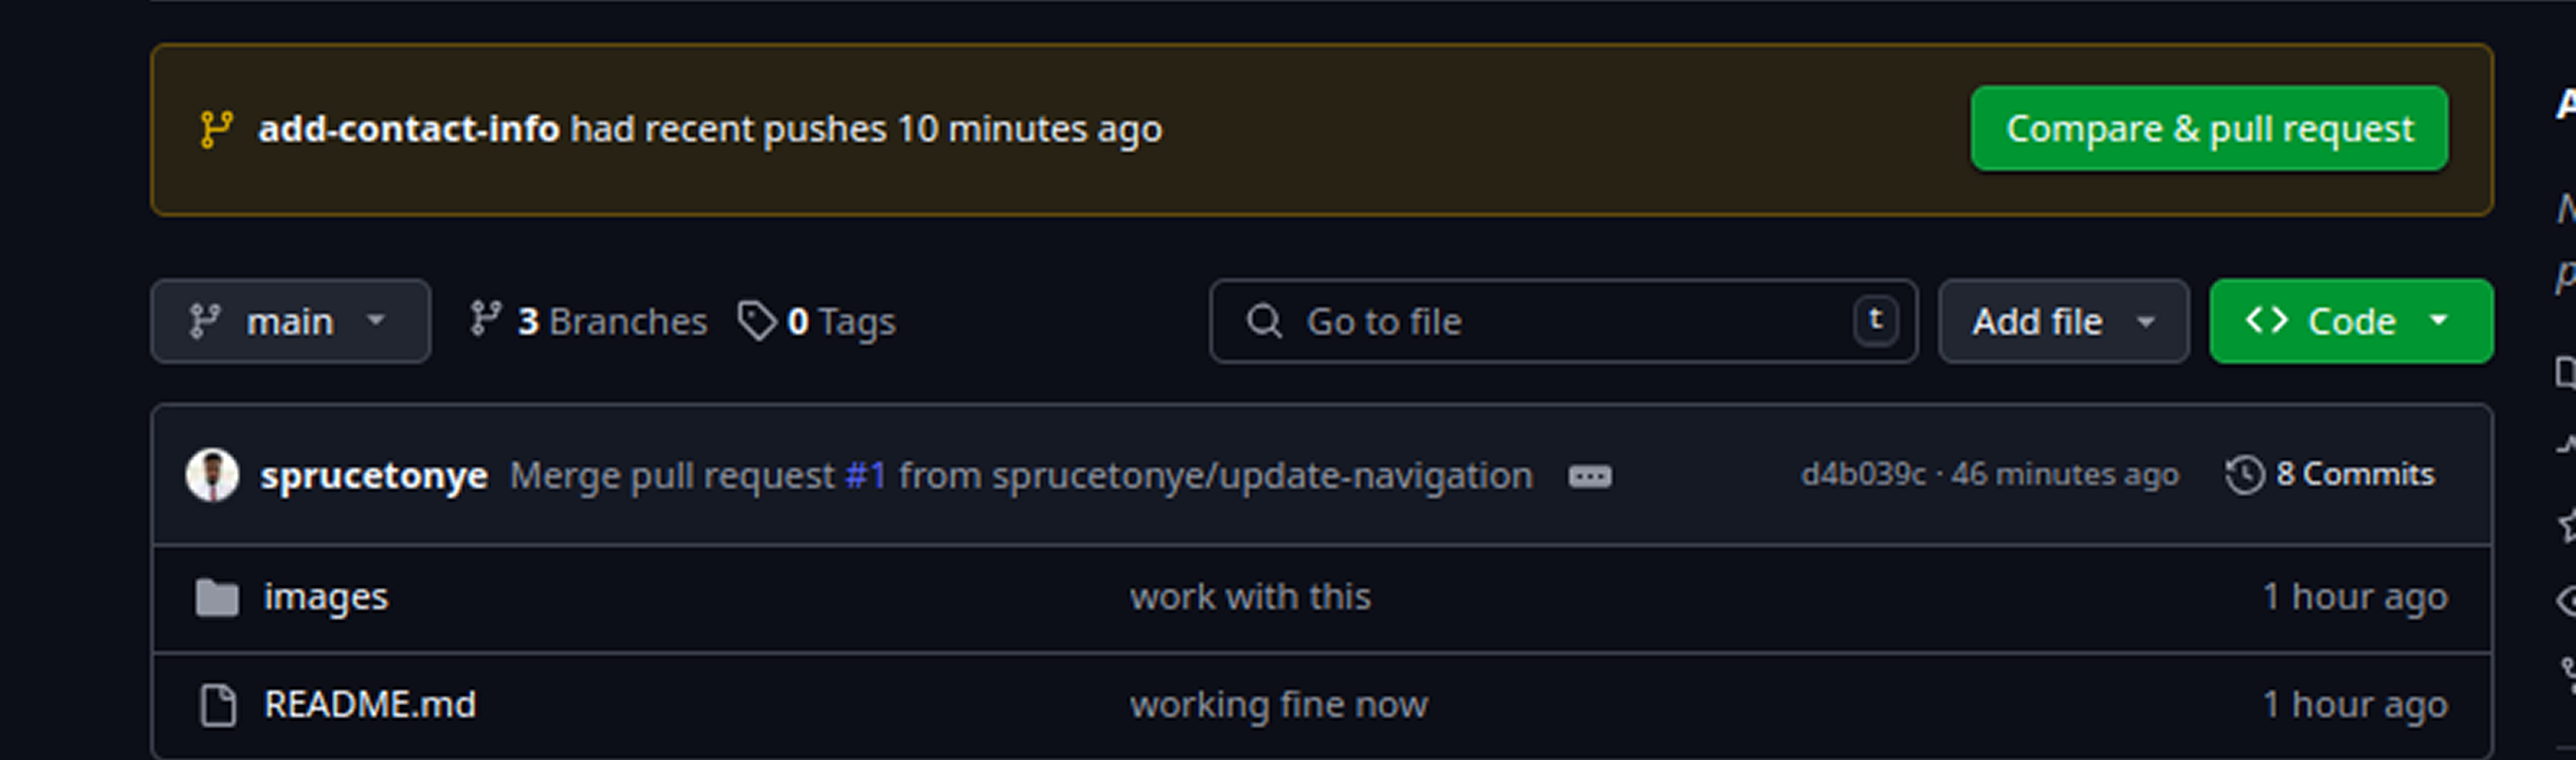 add-contact-info had recent pushes 10 minutes ago
Compare & pull request
main
3 Branches
0 Tags
Go to file
t
Add file
Code
sprucetonye Merge pull request #1 from sprucetonye/update-navigation
d4b039c · 46 minutes ago
8 Commits
images
work with this
1 hour ago
README.md
working fine now
1 hour ago